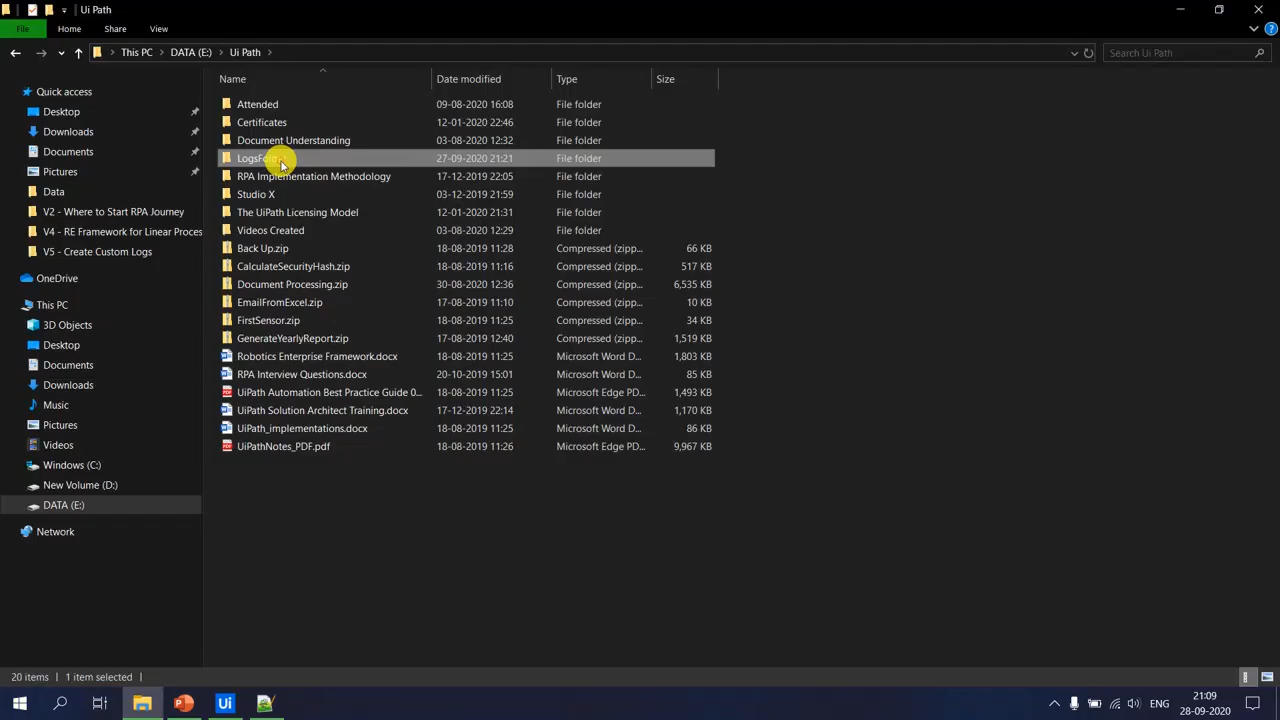 Ui Path
File Home Share View
This PC DATA (E:) Ui Path Search Ui Path
Name Date modified Type Size
Quick access
Desktop
Downloads
Documents
Pictures
Data
V2 - Where to Start RPA Journey
V4 - RE Framework for Linear Proces
V5 - Create Custom Logs
OneDrive
This PC
3D Objects
Desktop
Documents
Downloads
Music
Pictures
Videos
Windows (C:)
New Volume (D:)
DATA (E:)
Network
Attended 09-08-2020 16:08 File folder
Certificates 12-01-2020 22:46 File folder
Document Understanding 03-08-2020 12:32 File folder
27-09-2020 21:21 File folder
RPA Implementation Methodology 17-12-2019 22:05 File folder
Studio X 03-12-2019 21:59 File folder
The UiPath Licensing Model 12-01-2020 21:31 File folder
Videos Created 03-08-2020 12:29 File folder
Back Up.zip 18-08-2019 11:28 Compressed (zipp... 66 KB
CalculateSecurityHash.zip 18-08-2019 11:16 Compressed (zipp... 517 KB
Document Processing.zip 30-08-2020 12:36 Compressed (zipp... 6,535 KB
EmailFromExcel.zip 17-08-2019 11:10 Compressed (zipp... 10 KB
FirstSensor.zip 18-08-2019 11:25 Compressed (zipp... 34 KB
GenerateYearlyReport.zip 17-08-2019 12:40 Compressed (zipp... 1,519 KB
Robotics Enterprise Framework.docx 18-08-2019 11:25 Microsoft Word D... 1,803 KB
RPA Interview Questions.docx 20-10-2019 15:01 Microsoft Word D... 85 KB
UiPath Automation Best Practice Guide 0... 18-08-2019 11:25 Microsoft Edge PD... 1,493 KB
UiPath Solution Architect Training.docx 17-12-2019 22:14 Microsoft Word D... 1,170 KB
UiPath_implementations.docx 18-08-2019 11:25 Microsoft Word D... 86 KB
UiPathNotes_PDF.pdf 18-08-2019 11:26 Microsoft Edge PD... 9,967 KB
20 items 1 item selected
Ui ENG 21:09
28-09-2020